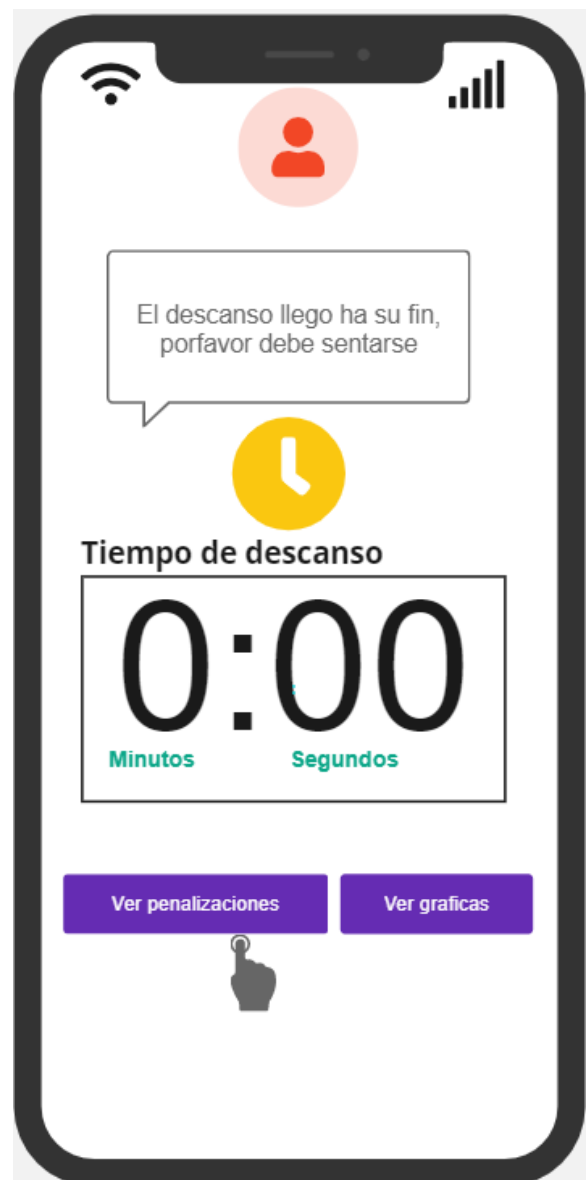 El descanso llego ha su fin,
porfavor debe sentarse
Tiempo de descanso
0:00
Minutos Segundos
Ver penalizaciones Ver graficas